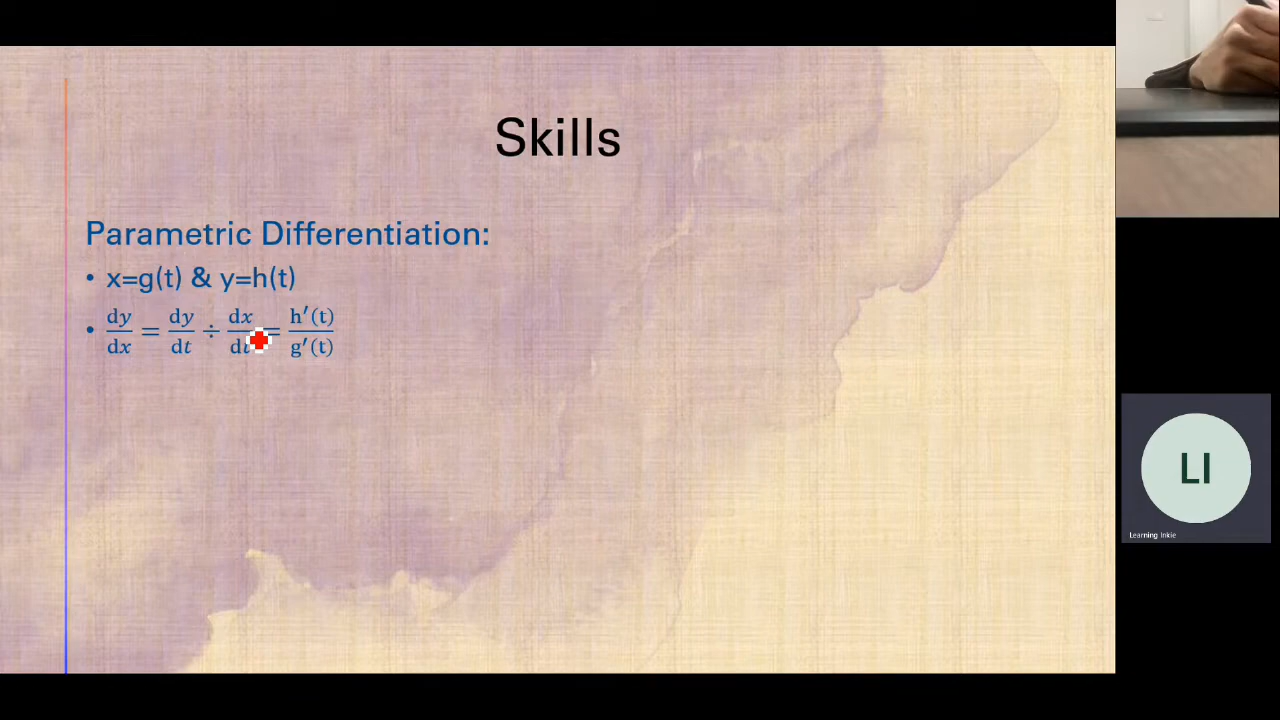 Skills
Parametric Differentiation:
• x=g(t) & y=h(t)
• dy/dx = dy/dt ÷ dx/dt = h′(t)/g′(t)
LI
Learning Inkie